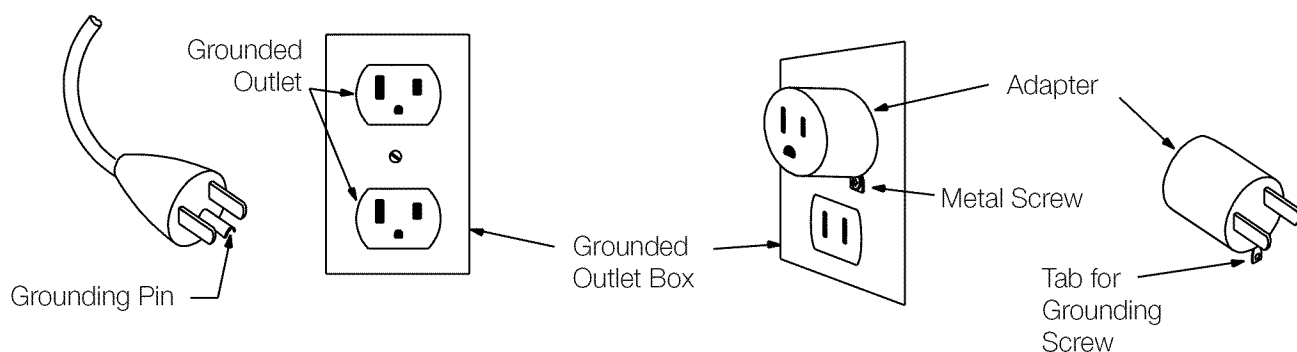 Grounded
Outlet
Grounding Pin
Grounded
Outlet Box
Adapter
Metal Screw
Tab for
Grounding
Screw